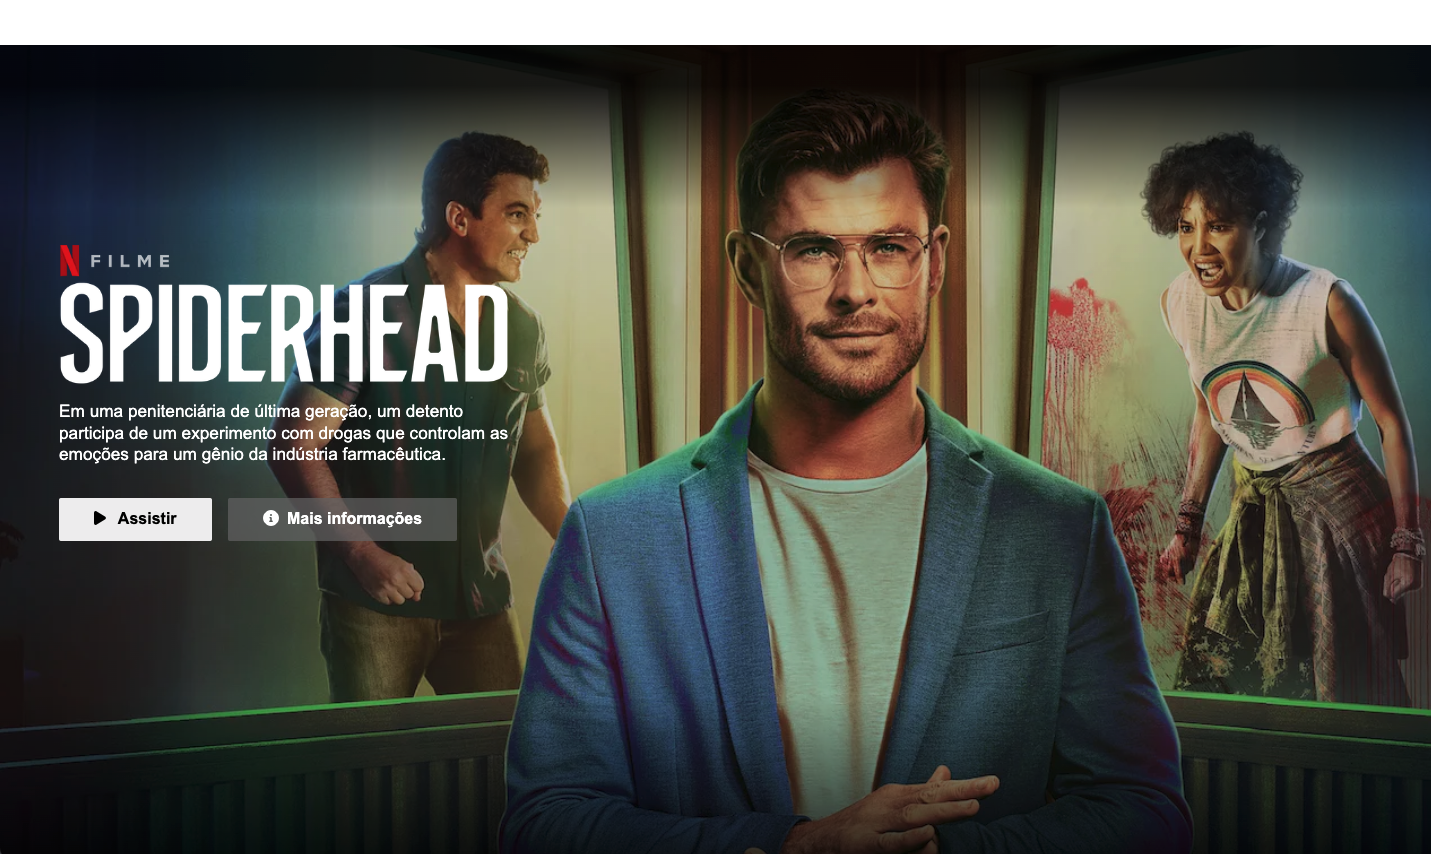 N FILME
SPIDERHEAD
Em uma penitenciária de última geração, um detento
participa de um experimento com drogas que controlam as
emoções para um gênio da indústria farmacêutica.
Assistir
Mais informações